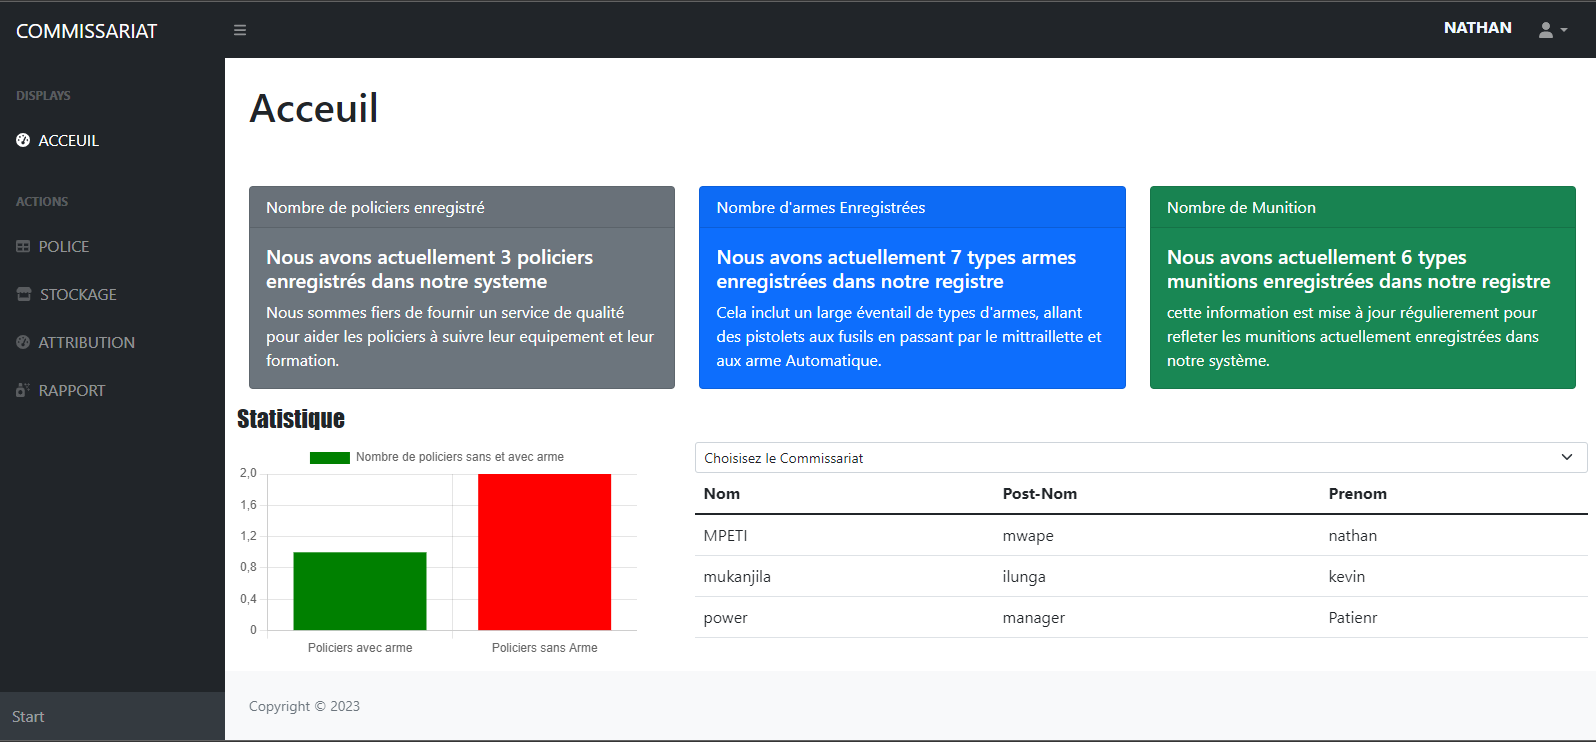 COMMISSARIAT
NATHAN
DISPLAYS
ACCEUIL
ACTIONS
POLICE
STOCKAGE
ATTRIBUTION
RAPPORT
Start
Acceuil
Nombre de policiers enregistré
Nous avons actuellement 3 policiers
enregistrés dans notre systeme
Nous sommes fiers de fournir un service de qualité
pour aider les policiers à suivre leur equipement et leur
formation.
Nombre d'armes Enregistrées
Nous avons actuellement 7 types armes
enregistrées dans notre registre
Cela inclut un large éventail de types d'armes, allant
des pistolets aux fusils en passant par le mittraillette et
aux arme Automatique.
Nombre de Munition
Nous avons actuellement 6 types
munitions enregistrées dans notre registre
cette information est mise à jour régulierement pour
refleter les munitions actuellement enregistrées dans
notre système.
Statistique
Nombre de policiers sans et avec arme
2,0
1,6
1,2
0,8
0,4
0
Policiers avec arme Policiers sans Arme
Choisisez le Commissariat
Nom Post-Nom Prenom
MPETI mwape nathan
mukanjila ilunga kevin
power manager Patienr
Copyright © 2023